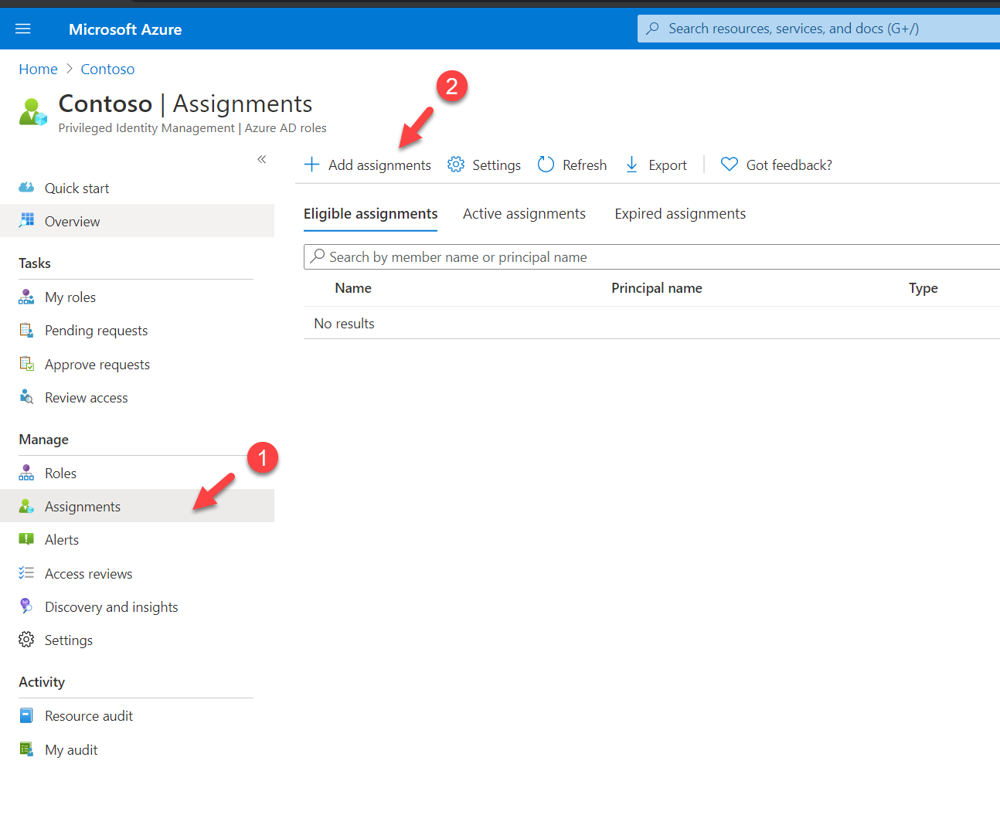 Microsoft Azure
Search resources, services, and docs (G+/)
Home > Contoso
Contoso | Assignments
Privileged Identity Management | Azure AD roles
2
«
Add assignments Settings Refresh Export Got feedback?
Quick start
Overview
Tasks
My roles
Pending requests
Approve requests
Review access
Manage
1
Roles
Assignments
Alerts
Access reviews
Discovery and insights
Settings
Activity
Resource audit
My audit
Eligible assignments Active assignments Expired assignments
Search by member name or principal name
Name Principal name Type
No results